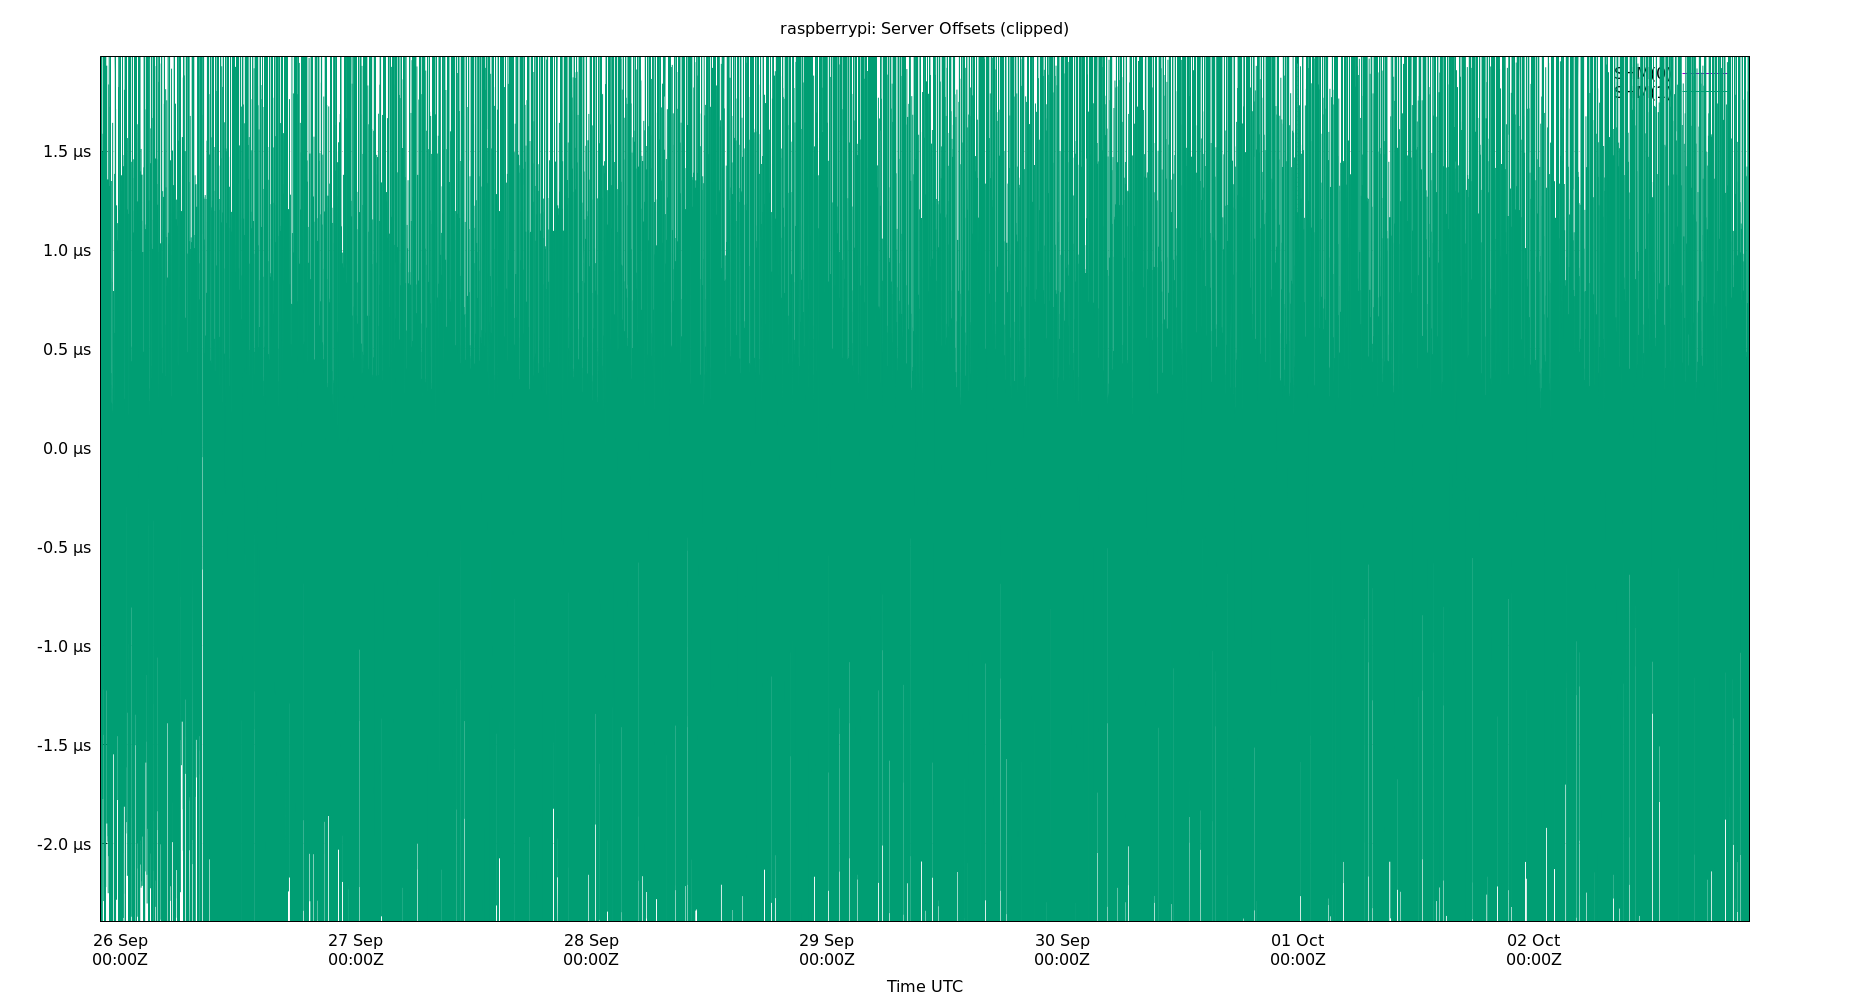 raspberrypi: Server Offsets (clipped)
SHM(0)
1.5 µs
1.0 µs
0.5 µs
0.0 µs
-0.5 µs
-1.0 µs
-1.5 µs
-2.0 µs
26 Sep 27 Sep 28 Sep 29 Sep 30 Sep 01 Oct 02 Oct
00:00Z 00:00Z 00:00Z 00:00Z 00:00Z 00:00Z 00:00Z
Time UTC